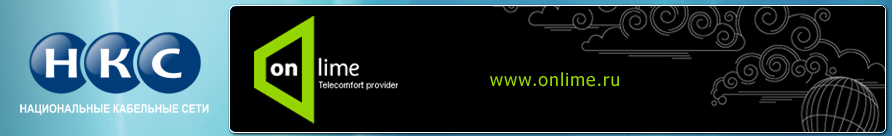 НКС
НАЦИОНАЛЬНЫЕ КАБЕЛЬНЫЕ СЕТИ
on lime
Telecomfort provider
www.onlime.ru